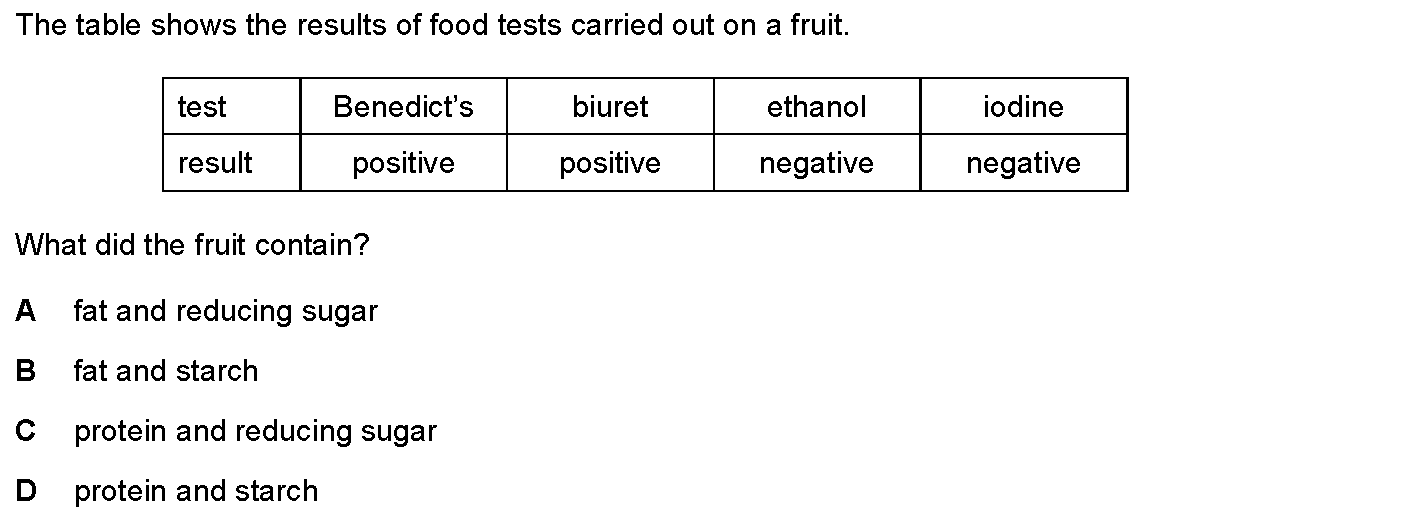 The table shows the results of food tests carried out on a fruit.
test Benedict’s biuret ethanol iodine
result positive positive negative negative
What did the fruit contain?
A fat and reducing sugar
B fat and starch
C protein and reducing sugar
D protein and starch